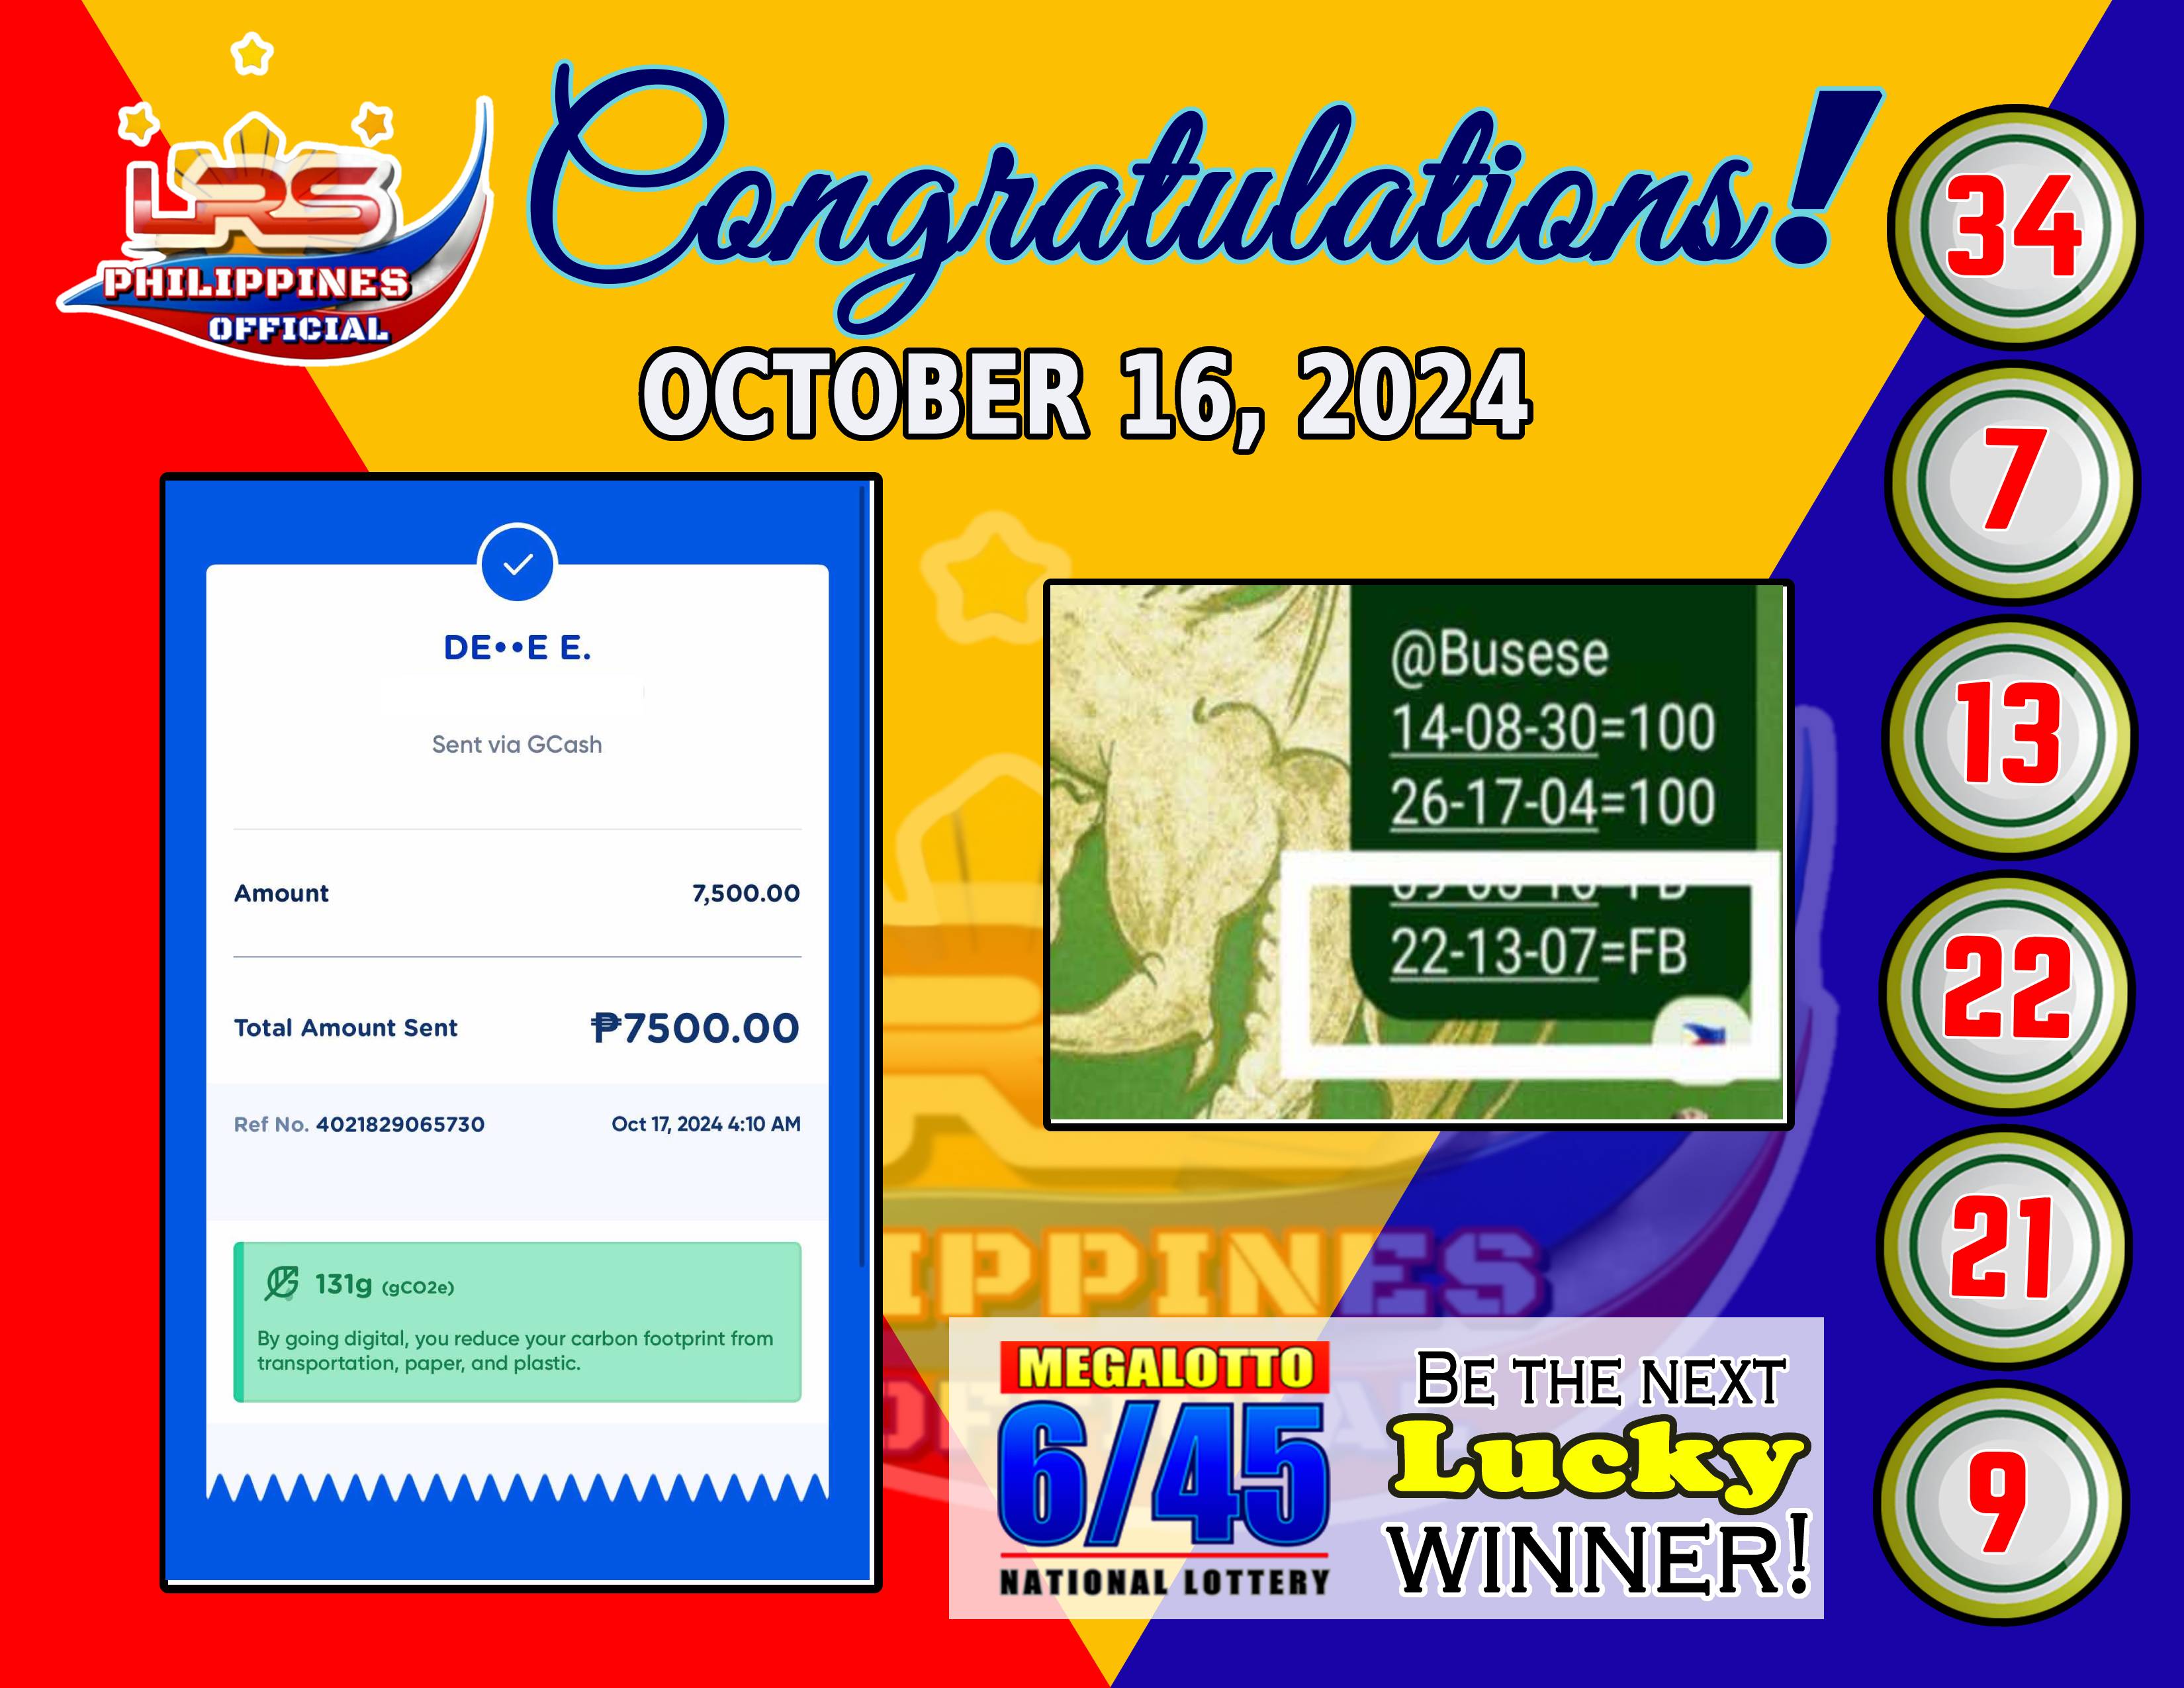 LRS
PHILIPPINES
OFFICIAL
Congratulations!
OCTOBER 16, 2024
DE••E E.
Sent via GCash
Amount 7,500.00
Total Amount Sent ₱7500.00
Ref No. 4021829065730 Oct 17, 2024 4:10 AM
131g (gCO2e)
By going digital, you reduce your carbon footprint from
transportation, paper, and plastic.
@Busese
14-08-30=100
26-17-04=100
22-13-07=FB
MEGALOTTO
6/45
NATIONAL LOTTERY
BE THE NEXT
Lucky
WINNER!
34
7
13
22
21
9